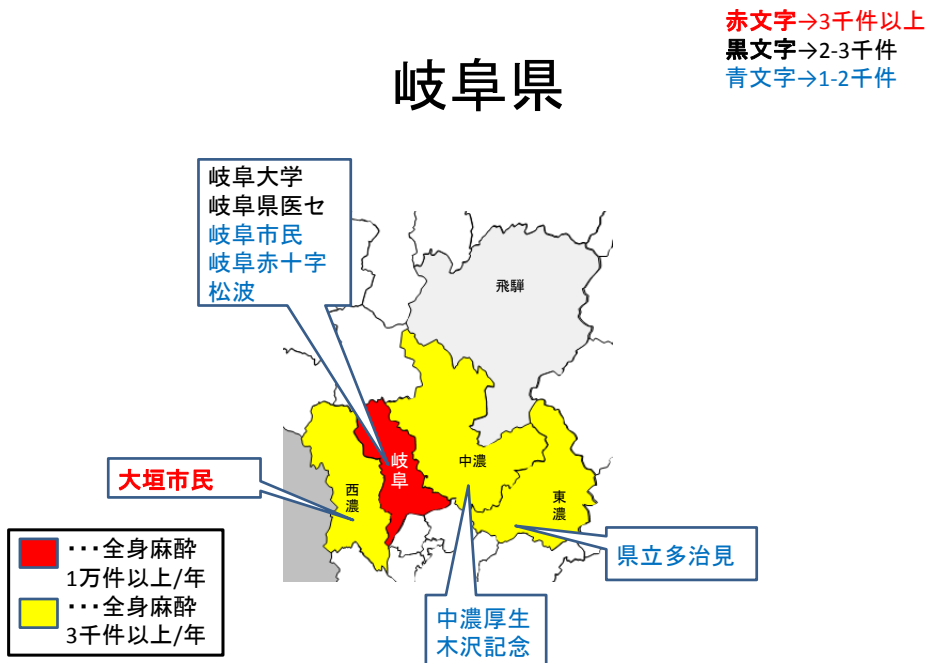 赤文字→3千件以上
黒文字→2-3千件
青文字→1-2千件
岐阜県
岐阜大学
岐阜県医セ
岐阜市民
岐阜赤十字
松波
飛騨
岐阜
中濃
西濃
東濃
大垣市民
県立多治見
中濃厚生
木沢記念
･･･全身麻酔
1万件以上/年
･･･全身麻酔
3千件以上/年